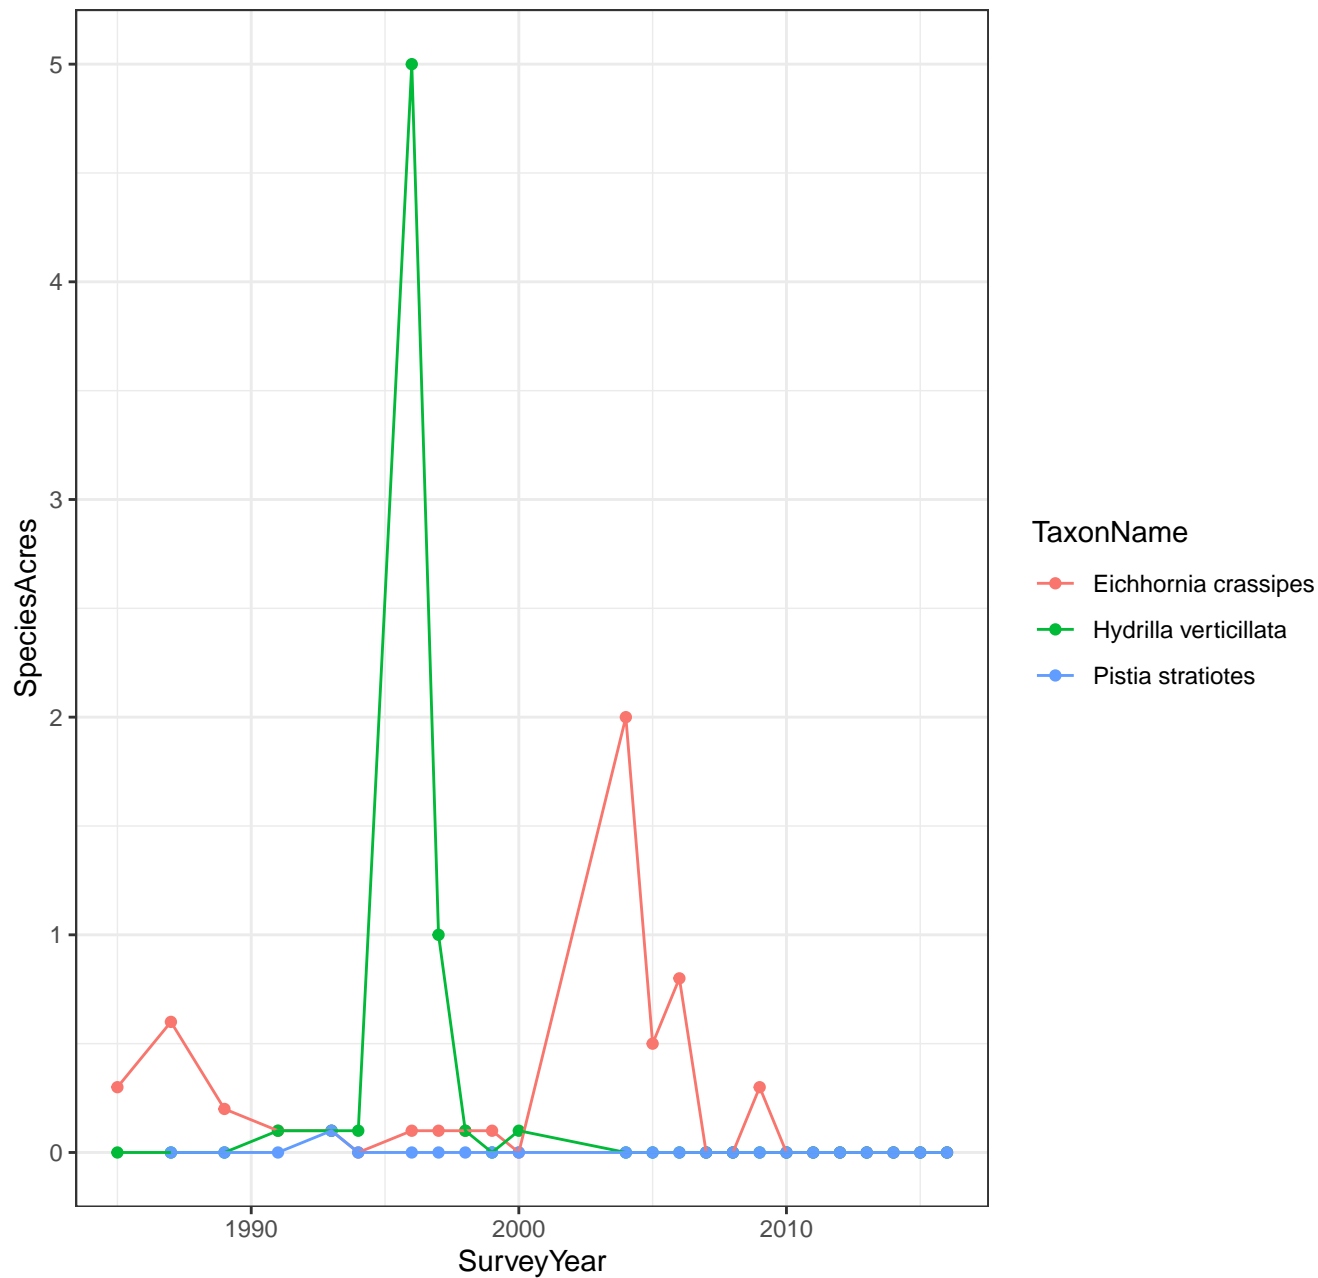 5
4
3
2
1
0
SpeciesAcres
1990
2000
2010
SurveyYear
TaxonName
Eichhornia crassipes
Hydrilla verticillata
Pistia stratiotes